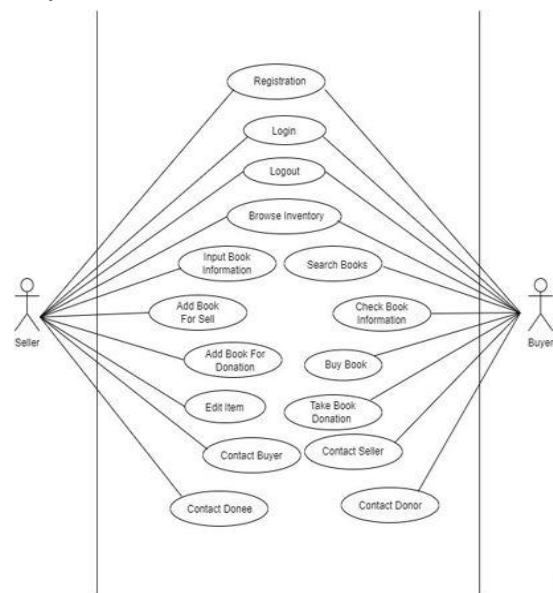 Registration
Login
Logout
Browse Inventory
Input Book
Information
Search Books
Add Book
For Sell
Check Book
Information
Seller
Buyer
Add Book For
Donation
Buy Book
Edit Item
Take Book
Donation
Contact Buyer
Contact Seller
Contact Donee
Contact Donor